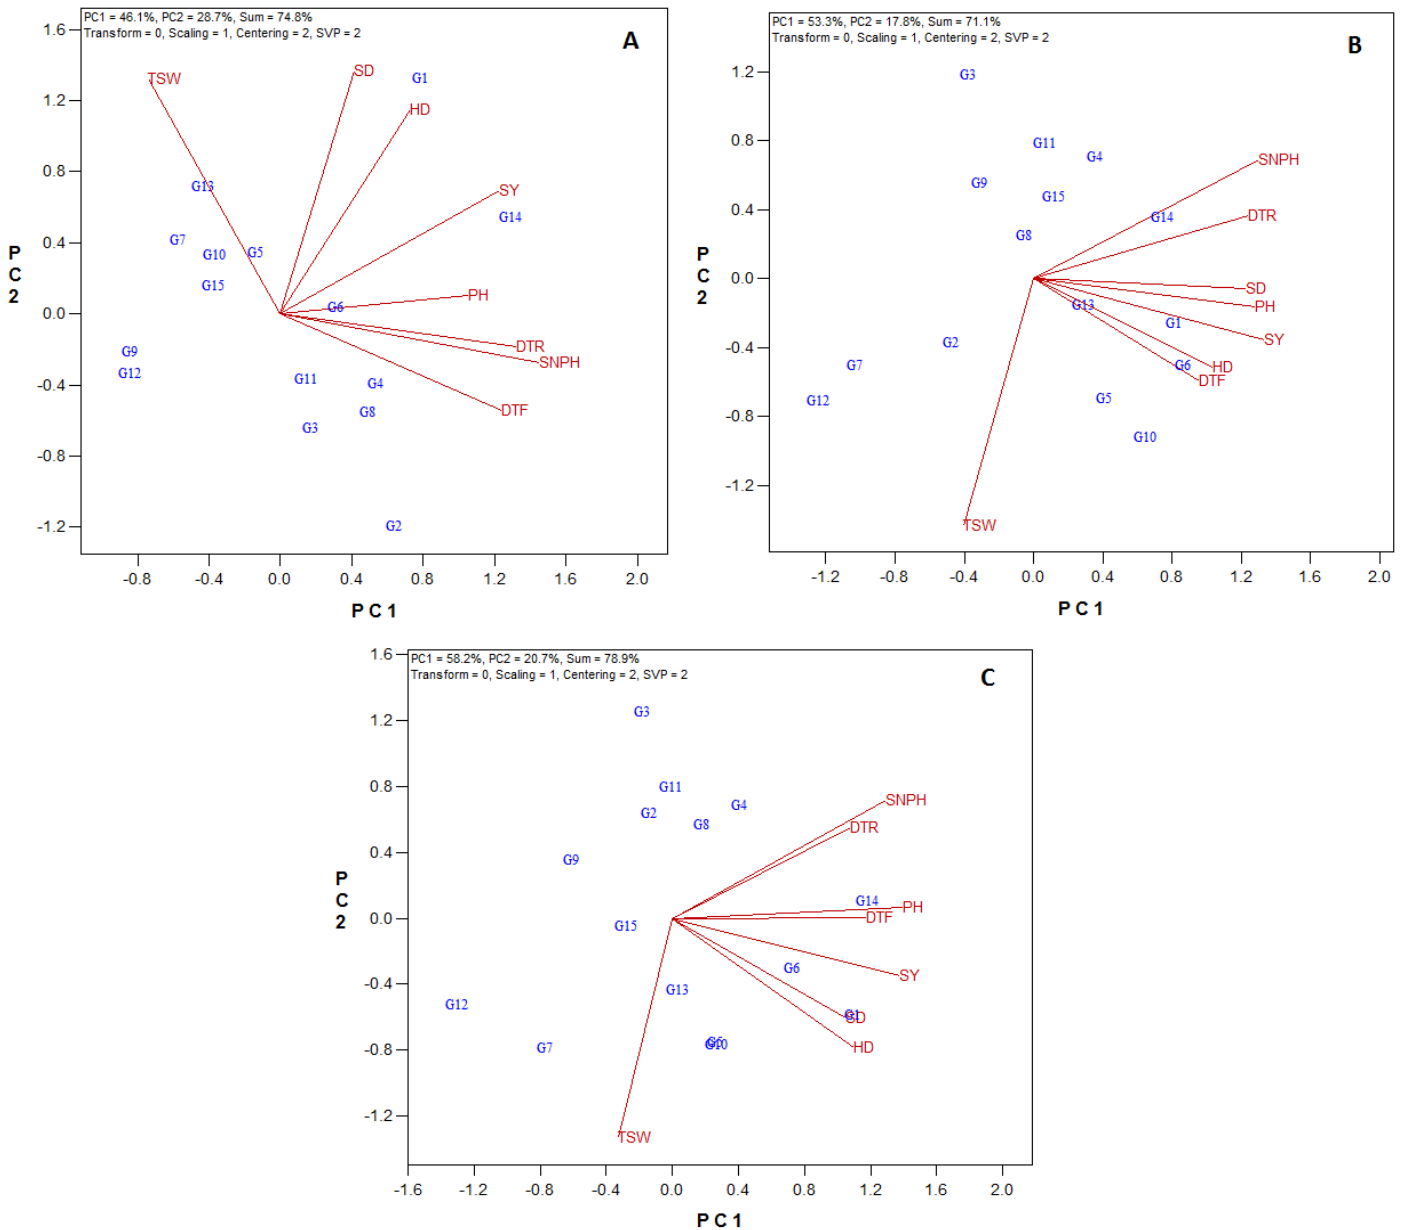 PC1 = 46.1%, PC2 = 28.7%, Sum = 74.8%
Transform = 0, Scaling = 1, Centering = 2, SVP = 2
A
1.6
1.2
0.8
0.4
0.0
-0.4
-0.8
-1.2
P
C
2
TSW
SD
G1
HD
G13
SY
G14
G7
G10
G5
G15
PH
G6
DTR
SNPH
G9
G12
G11
G4
DTF
G8
G3
G2
-0.8 -0.4 0.0 0.4 0.8 1.2 1.6 2.0
P C 1
PC1 = 53.3%, PC2 = 17.8%, Sum = 71.1%
Transform = 0, Scaling = 1, Centering = 2, SVP = 2
B
1.2
0.8
0.4
0.0
-0.4
-0.8
-1.2
P
C
2
G3
G11
G4
SNPH
G9
G15
G14
DTR
G8
SD
G13
PH
G1
SY
G2
G7
G6
HD
DTF
G12
G5
G10
TSW
-1.2 -0.8 -0.4 0.0 0.4 0.8 1.2 1.6 2.0
P C 1
PC1 = 58.2%, PC2 = 20.7%, Sum = 78.9%
Transform = 0, Scaling = 1, Centering = 2, SVP = 2
C
1.6
1.2
0.8
0.4
0.0
-0.4
-0.8
-1.2
P
C
2
G3
G11
G2
G4
SNPH
G8
DTR
G9
G14
PH
DTF
G15
G6
SY
G13
G12
G1
SD
G7
G5
G10
HD
TSW
-1.6 -1.2 -0.8 -0.4 0.0 0.4 0.8 1.2 1.6 2.0
P C 1